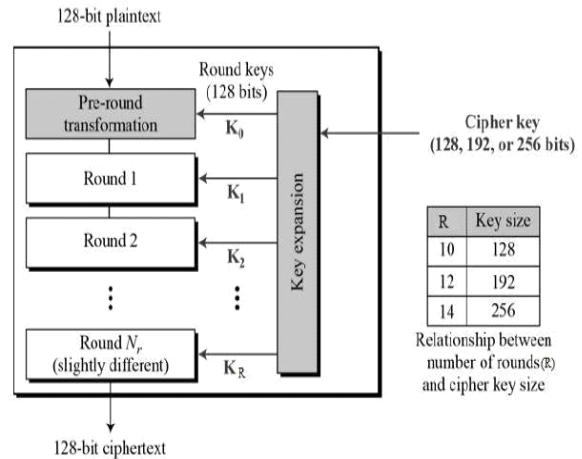 128-bit plaintext
Round keys
(128 bits)
Pre-round
transformation
K₀
Cipher key
(128, 192, or 256 bits)
Round 1
K₁
Key expansion
Round 2
K₂
R Key size
10 128
12 192
14 256
Relationship between
number of rounds(R)
and cipher key size
Round Nᵣ
(slightly different)
K_R
128-bit ciphertext